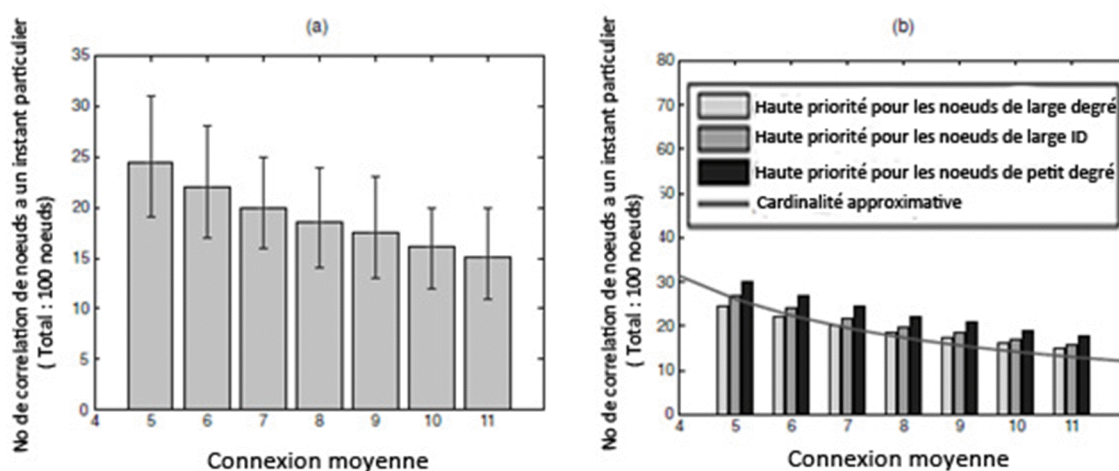 (a)
No de correlation de noeuds a un instant particulier
( Total : 100 noeuds)
35
30
25
20
15
10
5
0
4 5 6 7 8 9 10 11
Connexion moyenne
(b)
No de correlation de noeuds a un instant particulier
( Total : 100 noeuds)
80
70
60
50
40
30
20
10
0
Haute priorité pour les noeuds de large degré
Haute priorité pour les noeuds de large ID
Haute priorité pour les noeuds de petit degré
Cardinalité approximative
4 5 6 7 8 9 10 11
Connexion moyenne